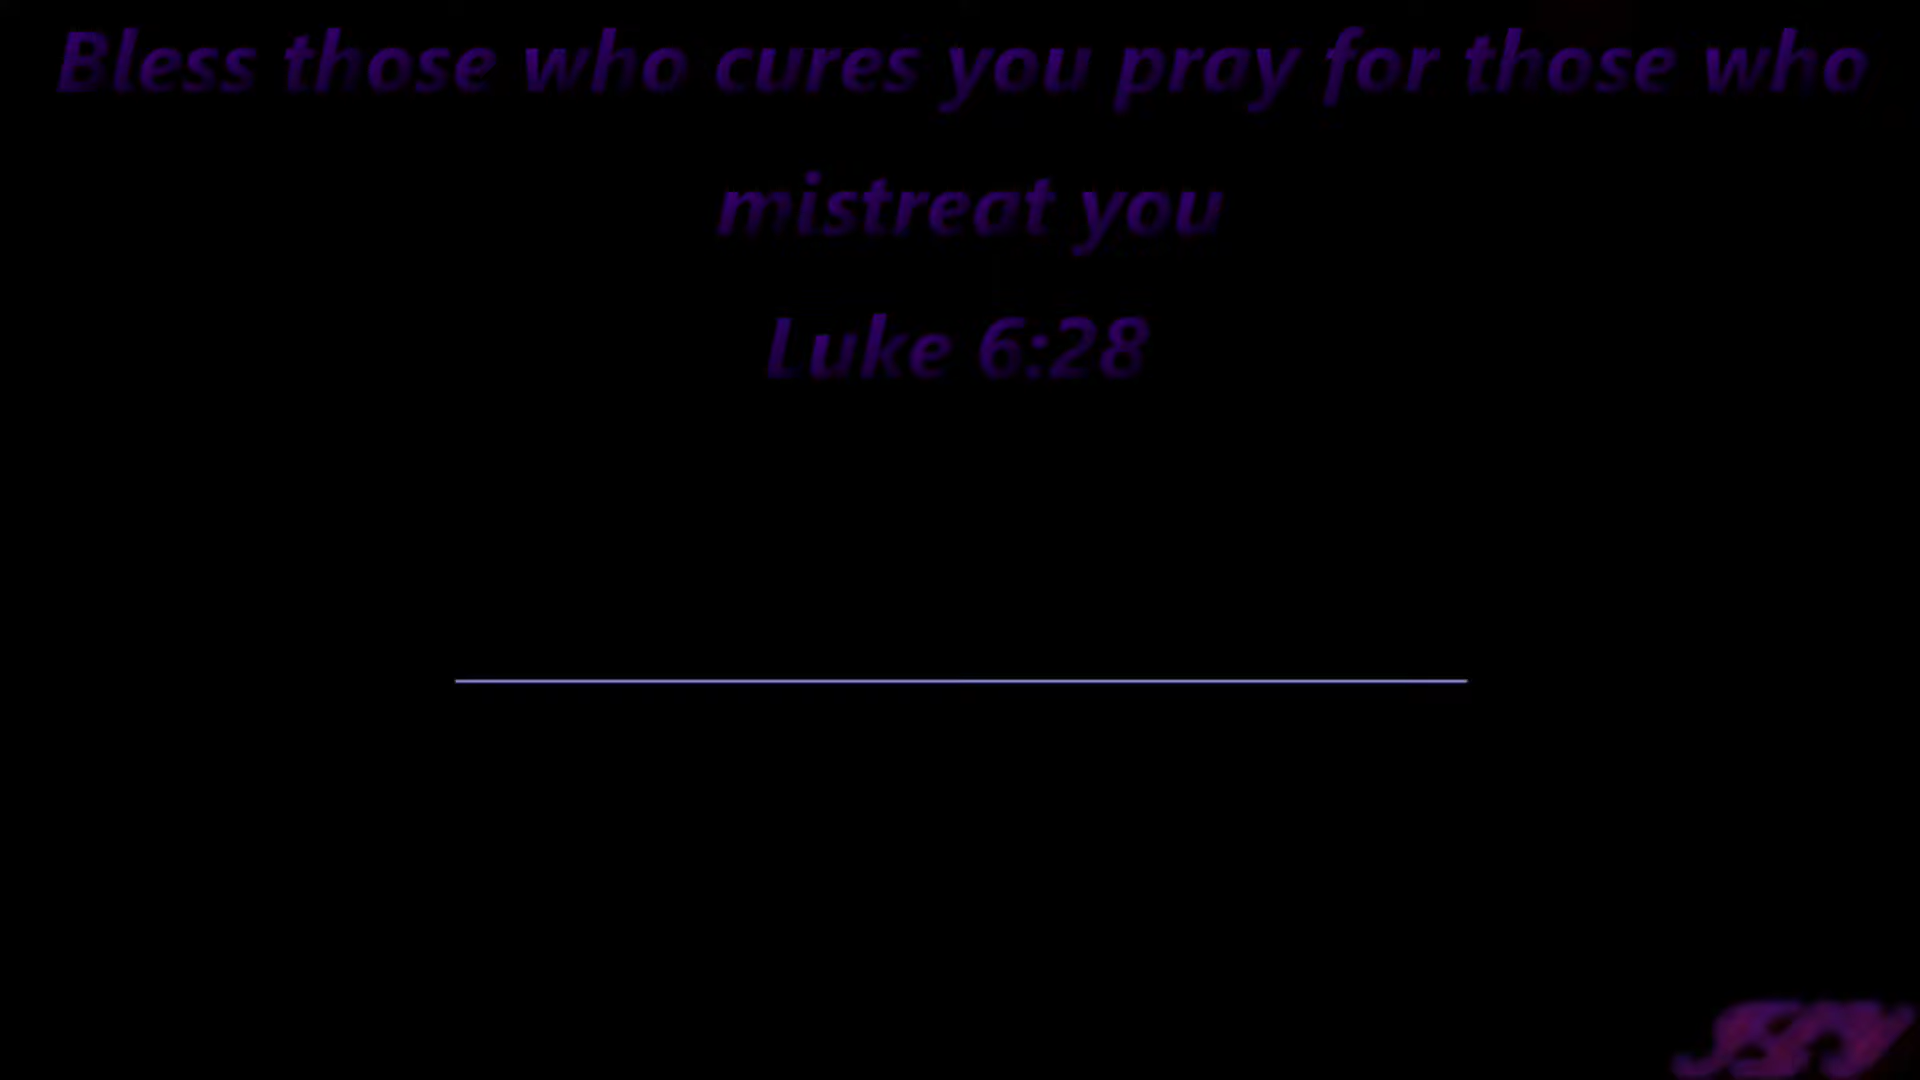 Bless those who cures you pray for those who
mistreat you
Luke 6:28